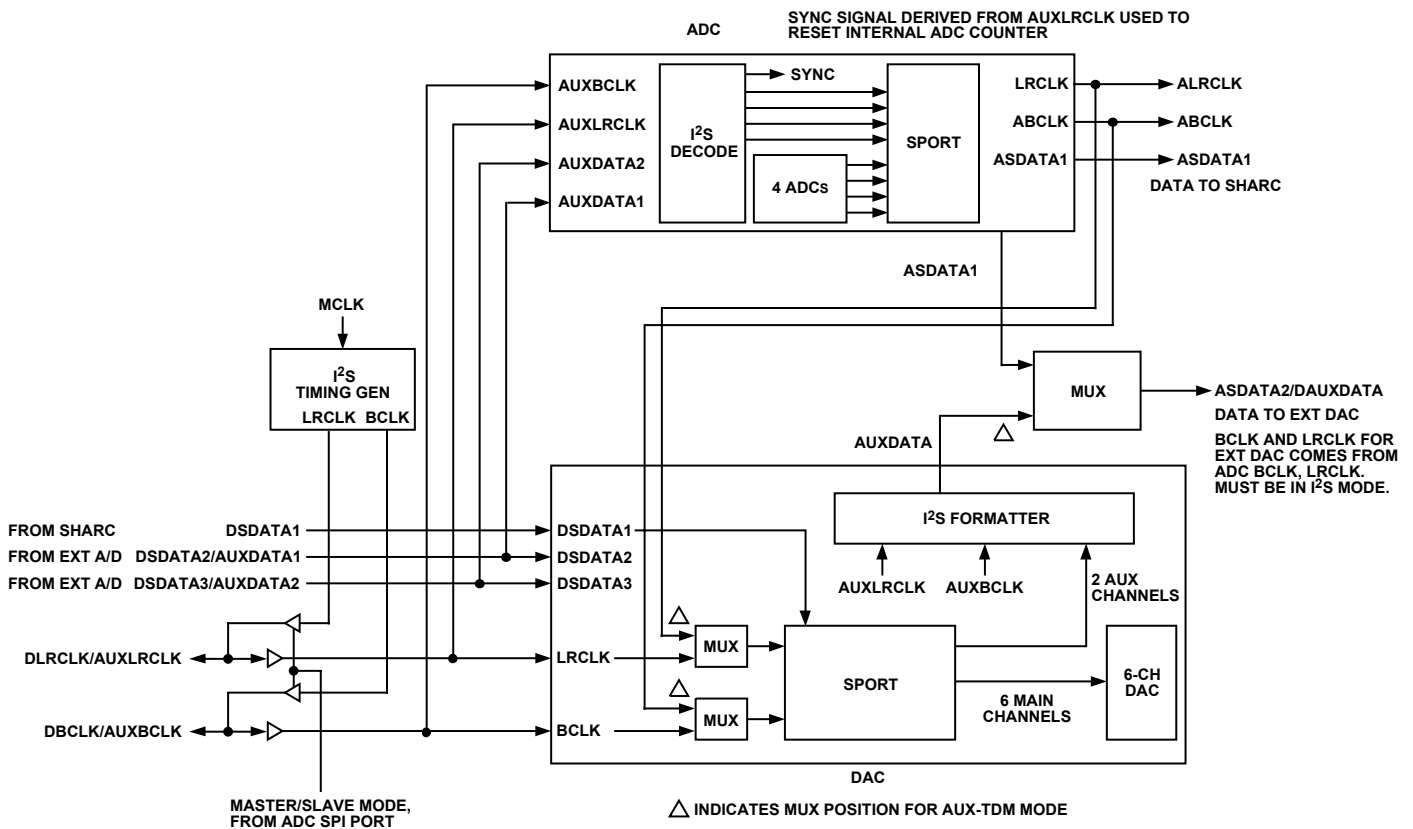 ADC
SYNC SIGNAL DERIVED FROM AUXLRCLK USED TO
RESET INTERNAL ADC COUNTER
AUXBCLK
AUXLRCLK
AUXDATA2
AUXDATA1
I²S
DECODE
SYNC
4 ADCs
SPORT
LRCLK
ABCLK
ASDATA1
ALRCLK
ABCLK
ASDATA1
DATA TO SHARC
ASDATA1
MCLK
I²S
TIMING GEN
LRCLK BCLK
MUX
ASDATA2/DAUXDATA
DATA TO EXT DAC
BCLK AND LRCLK FOR
EXT DAC COMES FROM
ADC BCLK, LRCLK.
MUST BE IN I²S MODE.
AUXDATA
I²S FORMATTER
FROM SHARC DSDATA1
FROM EXT A/D DSDATA2/AUXDATA1
FROM EXT A/D DSDATA3/AUXDATA2
DSDATA1
DSDATA2
DSDATA3
AUXLRCLK
AUXBCLK
2 AUX
CHANNELS
DLRCLK/AUXLRCLK
LRCLK
MUX
SPORT
6-CH
DAC
6 MAIN
CHANNELS
DBCLK/AUXBCLK
BCLK
MUX
DAC
MASTER/SLAVE MODE,
FROM ADC SPI PORT
△ INDICATES MUX POSITION FOR AUX-TDM MODE